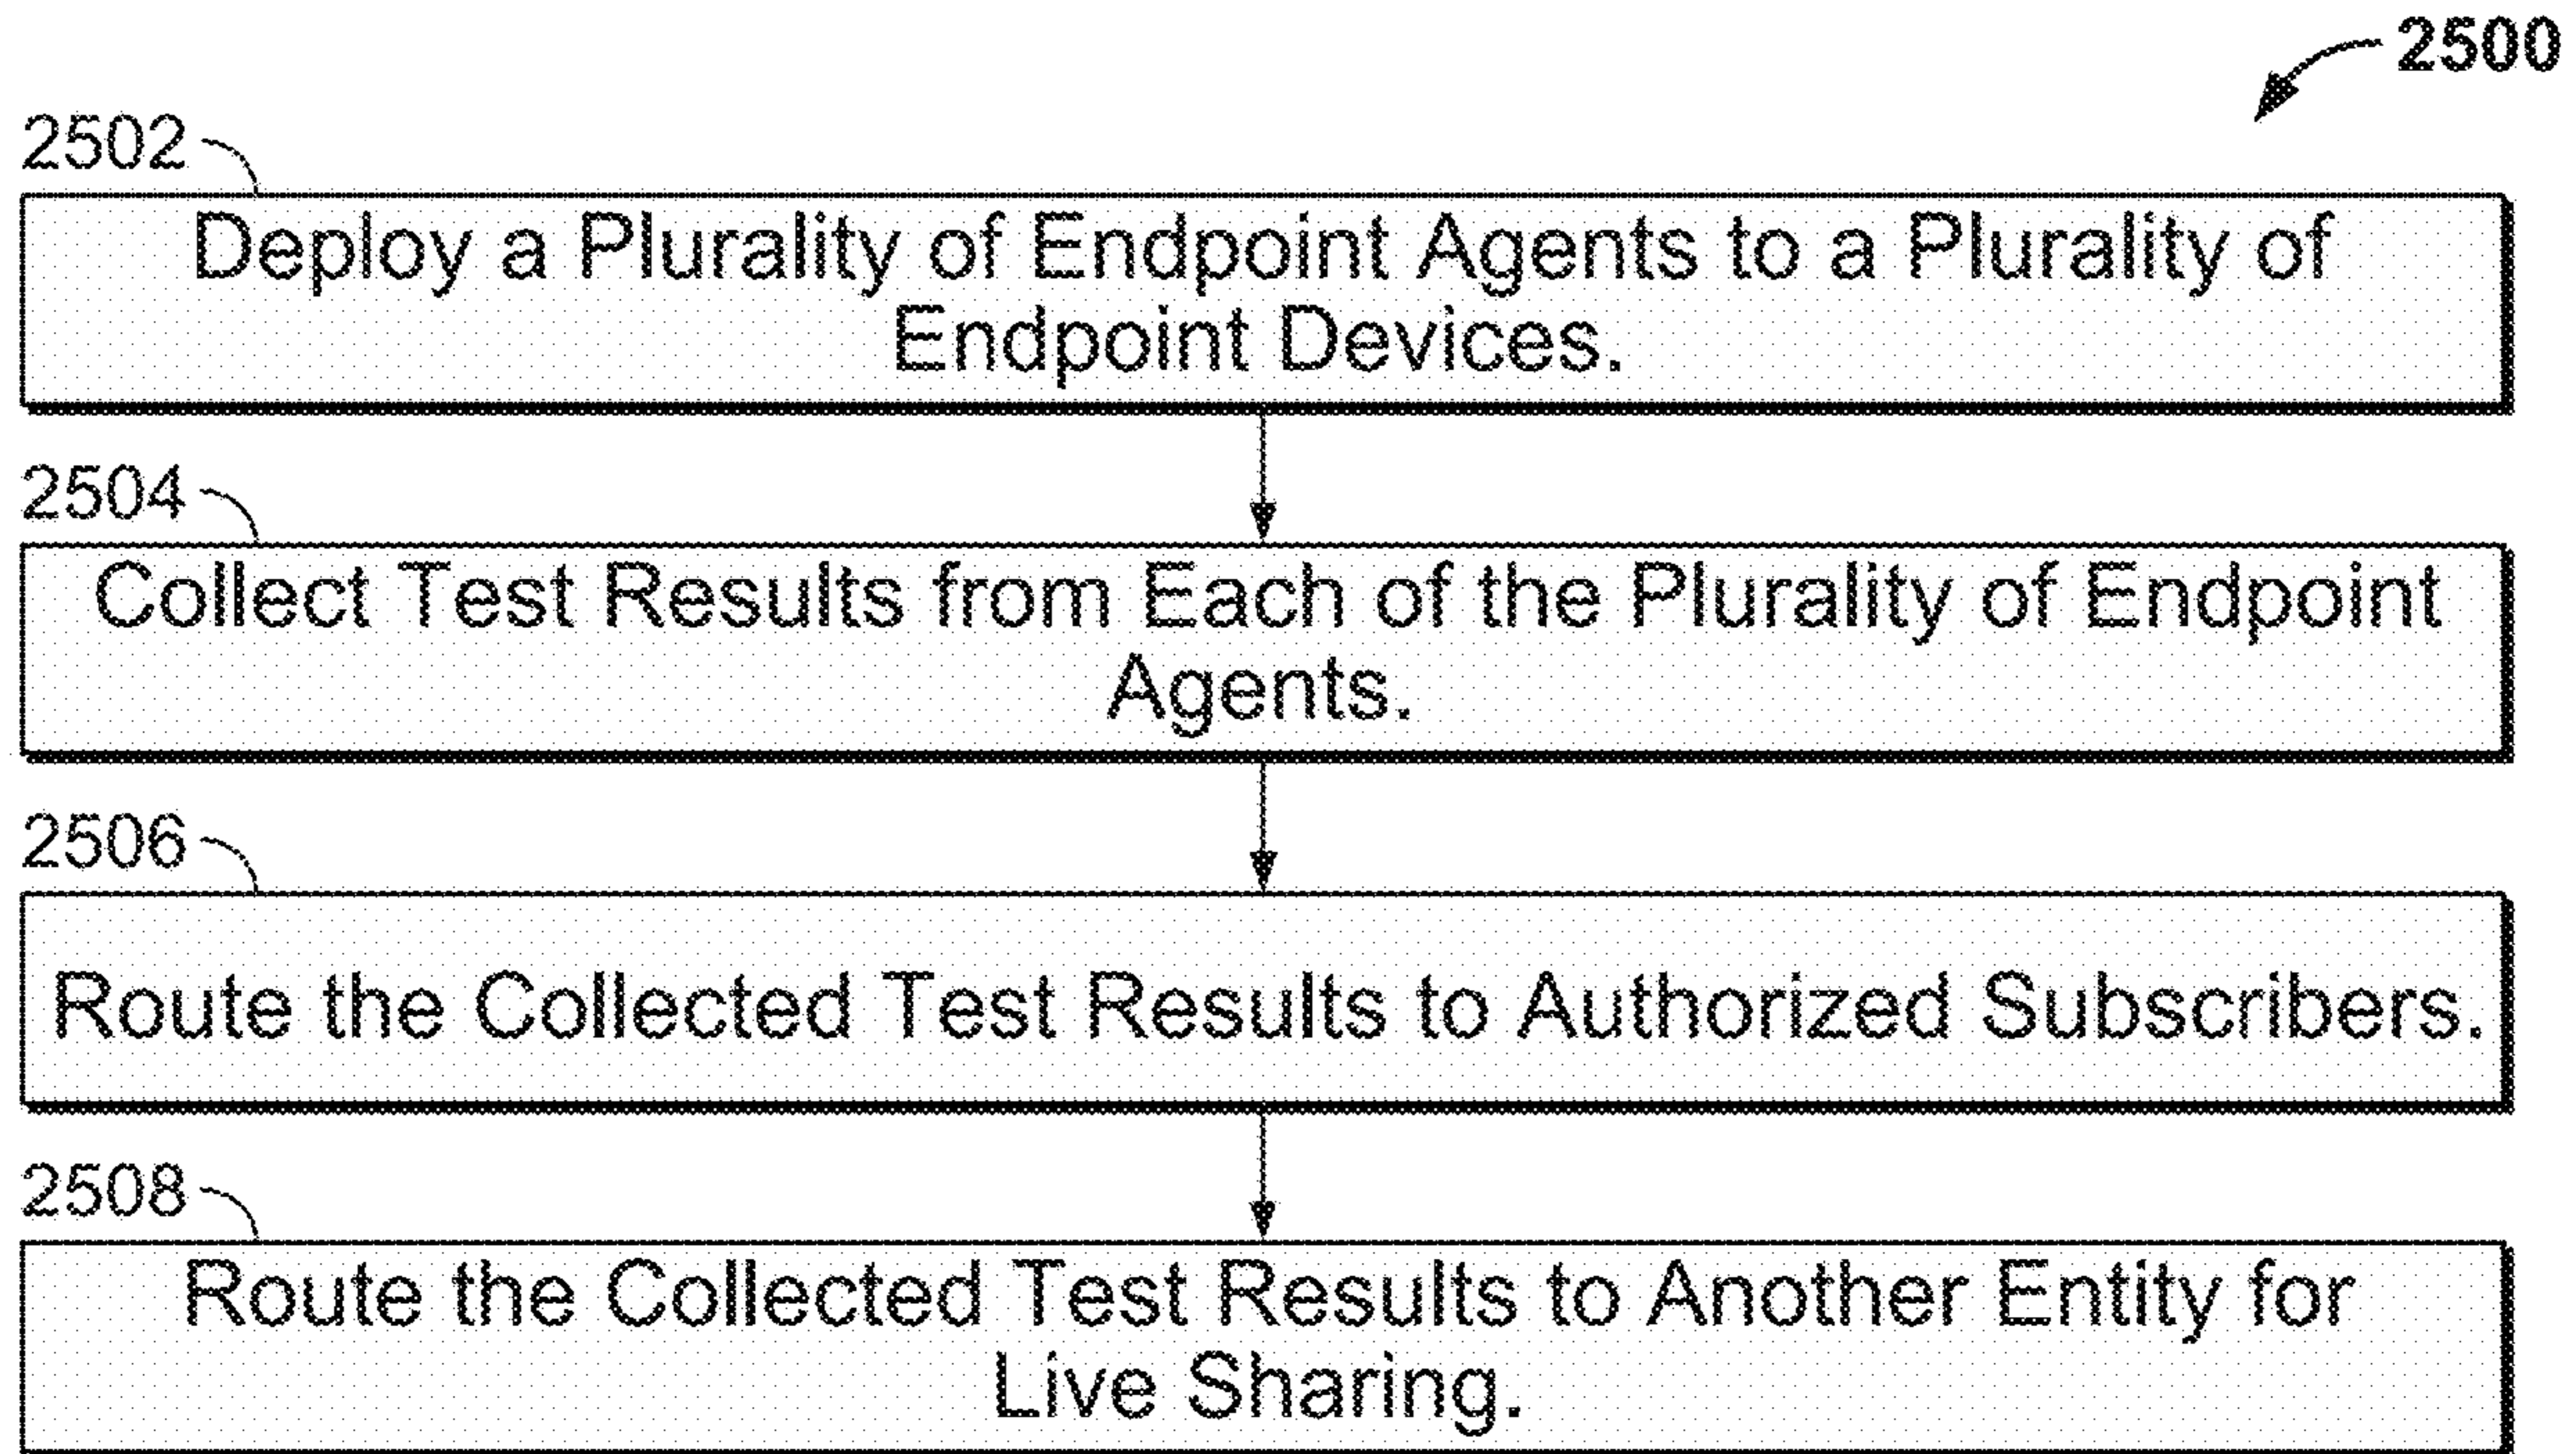 2500
2502
Deploy a Plurality of Endpoint Agents to a Plurality of
Endpoint Devices.
2504
Collect Test Results from Each of the Plurality of Endpoint
Agents.
2506
Route the Collected Test Results to Authorized Subscribers.
2508
Route the Collected Test Results to Another Entity for
Live Sharing.